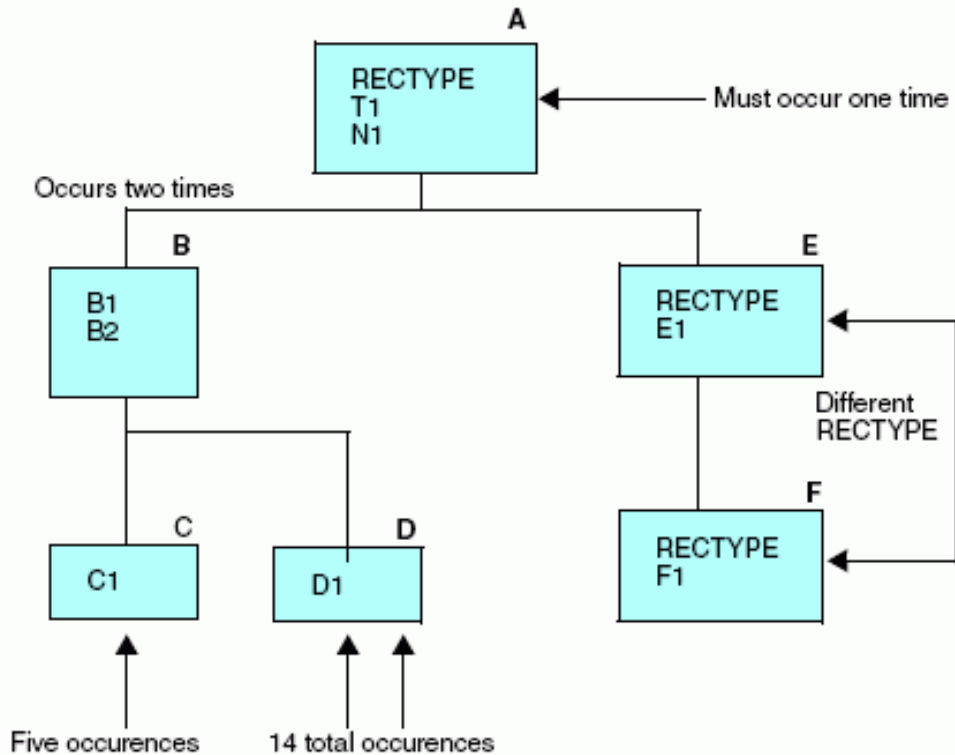 A
RECTYPE
T1
N1
Must occur one time
Occurs two times
B
B1
B2
E
RECTYPE
E1
Different
RECTYPE
C
C1
D
D1
F
RECTYPE
F1
Five occurences
14 total occurences